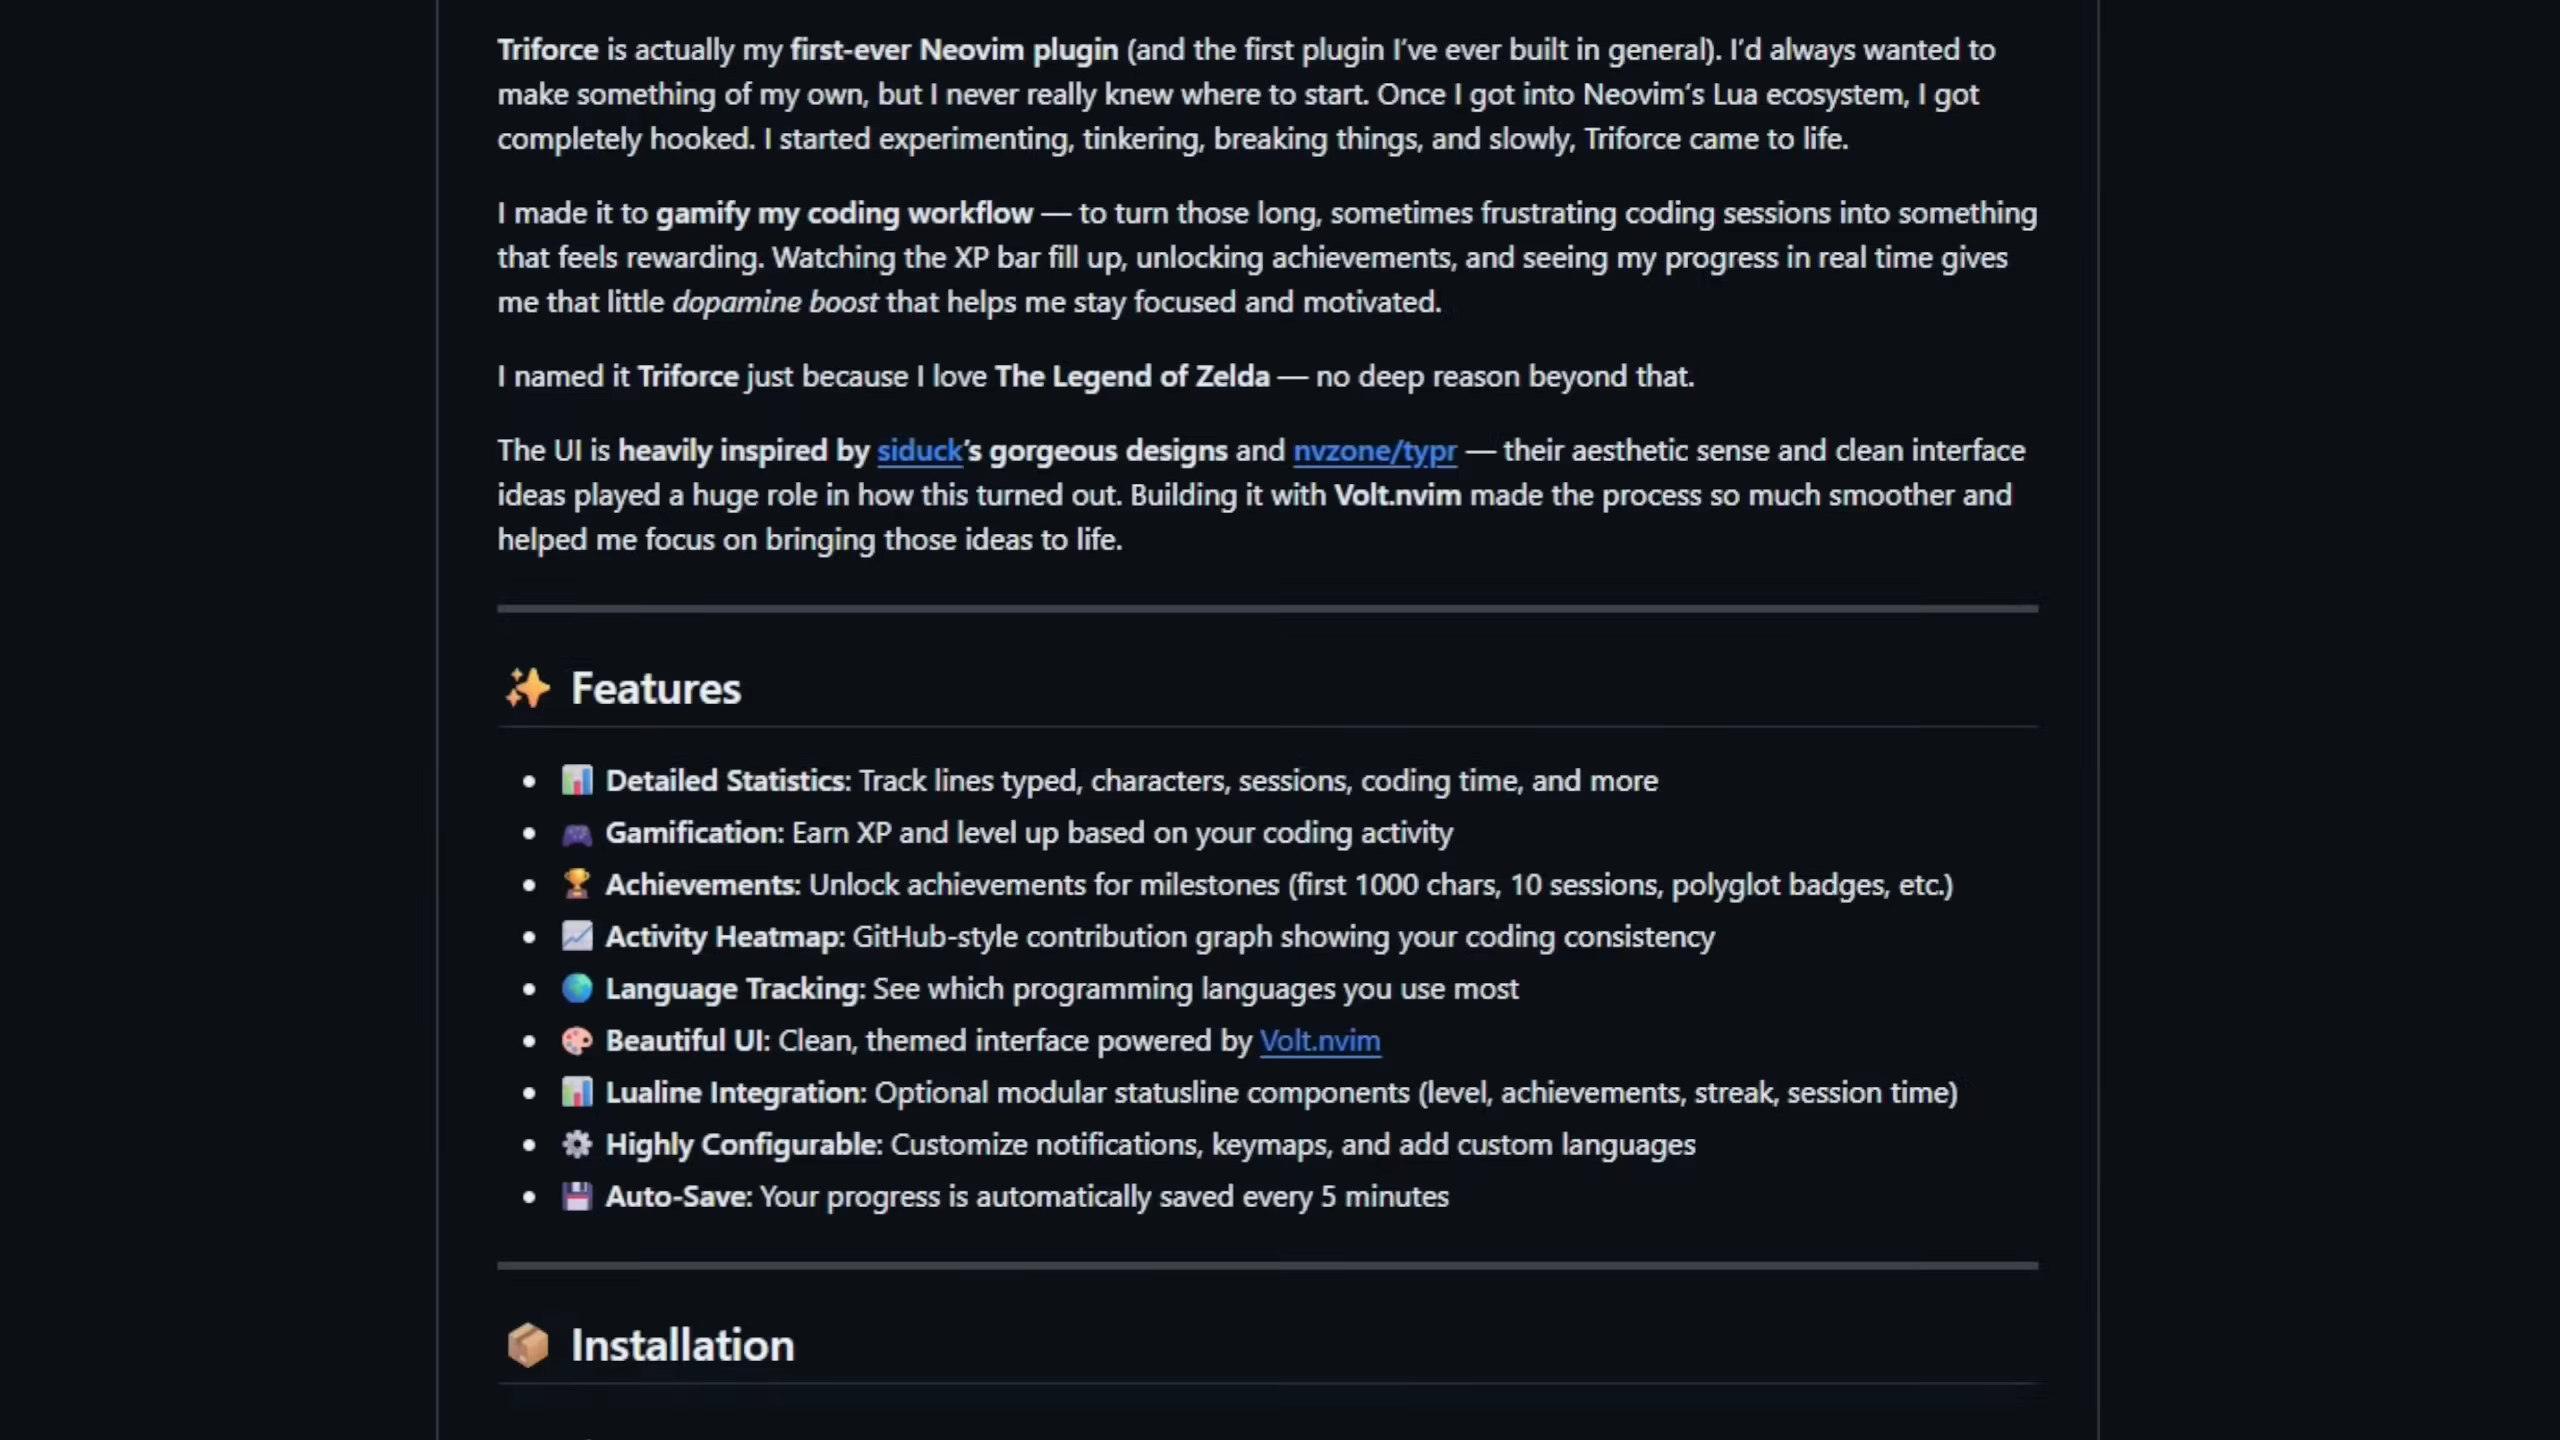 Triforce is actually my first-ever Neovim plugin (and the first plugin I've ever built in general). I'd always wanted to
make something of my own, but I never really knew where to start. Once I got into Neovim's Lua ecosystem, I got
completely hooked. I started experimenting, tinkering, breaking things, and slowly, Triforce came to life.
I made it to gamify my coding workflow — to turn those long, sometimes frustrating coding sessions into something
that feels rewarding. Watching the XP bar fill up, unlocking achievements, and seeing my progress in real time gives
me that little dopamine boost that helps me stay focused and motivated.
I named it Triforce just because I love The Legend of Zelda — no deep reason beyond that.
The UI is heavily inspired by siduck's gorgeous designs and nvzone/typr — their aesthetic sense and clean interface
ideas played a huge role in how this turned out. Building it with Volt.nvim made the process so much smoother and
helped me focus on bringing those ideas to life.
✨ Features
• 📊 Detailed Statistics: Track lines typed, characters, sessions, coding time, and more
• 🎮 Gamification: Earn XP and level up based on your coding activity
• 🏆 Achievements: Unlock achievements for milestones (first 1000 chars, 10 sessions, polyglot badges, etc.)
• 📈 Activity Heatmap: GitHub-style contribution graph showing your coding consistency
• 🌍 Language Tracking: See which programming languages you use most
• 🎨 Beautiful UI: Clean, themed interface powered by Volt.nvim
• 📊 Lualine Integration: Optional modular statusline components (level, achievements, streak, session time)
• ⚙️ Highly Configurable: Customize notifications, keymaps, and add custom languages
• 💾 Auto-Save: Your progress is automatically saved every 5 minutes
📦 Installation